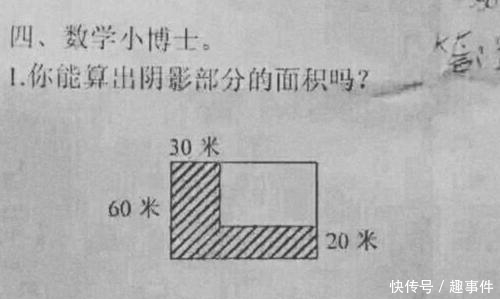 四、数学小博士。
1.你能算出阴影部分的面积吗?
30 米
60 米
20 米
快传号 / 趣事件